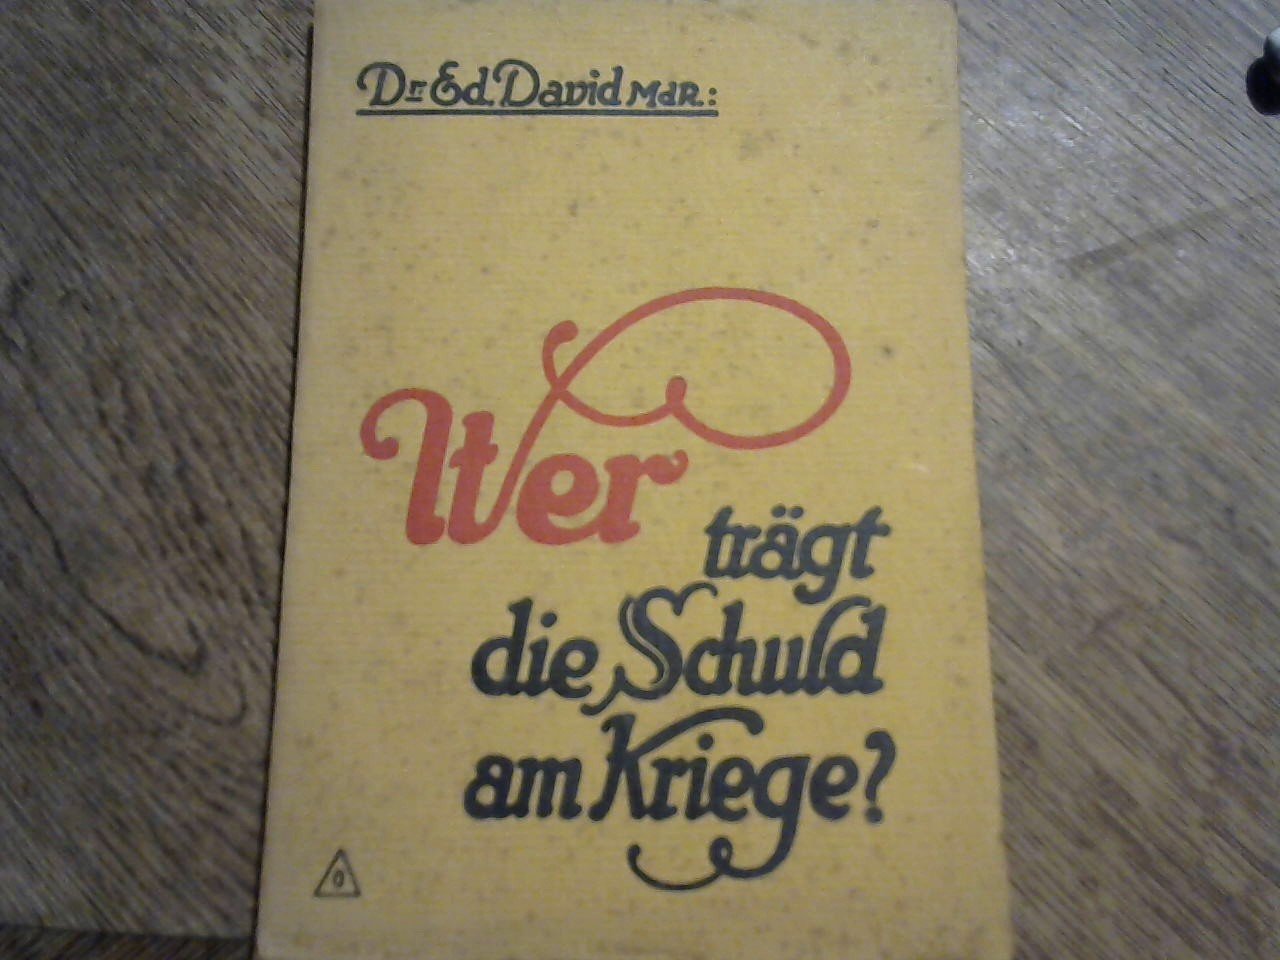 Dr Ed. David MdR.:
Wer
trägt
die Schuld
am Kriege?
O